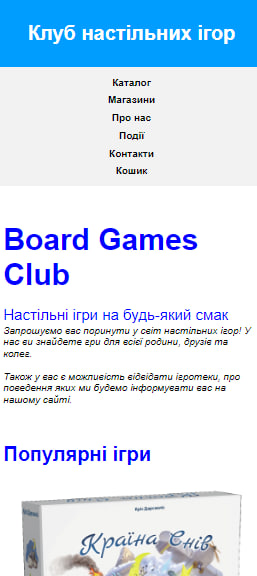 Клуб настільних ігор
Каталог
Магазини
Про нас
Події
Контакти
Кошик
Board Games
Club
Настільні ігри на будь-який смак
Запрошуємо вас поринути у світ настільних ігор! У
нас ви знайдете гри для всієї родини, друзів та
колег.
Також у вас є можливість відвідати ігротеки, про
поведення яких ми будемо інформувати вас на
нашому сайті.
Популярні ігри
Країна Снів